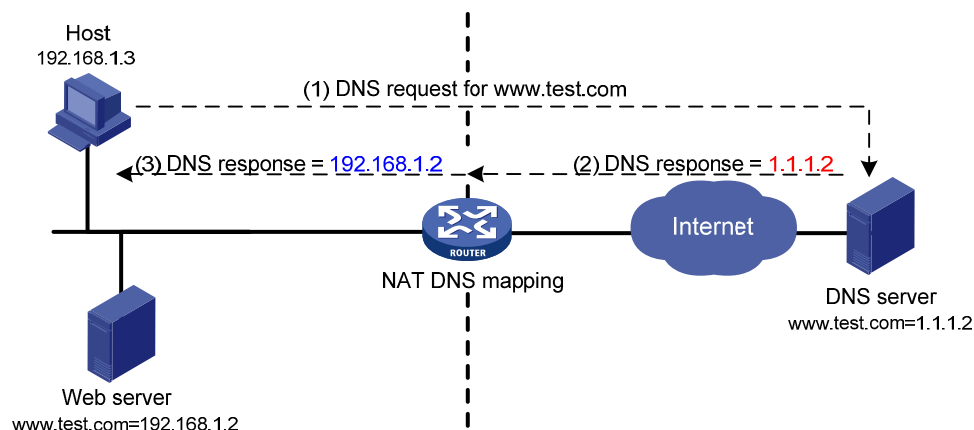 Host
192.168.1.3
(1) DNS request for www.test.com
(3) DNS response = 192.168.1.2
(2) DNS response = 1.1.1.2
Internet
ROUTER
NAT DNS mapping
DNS server
www.test.com=1.1.1.2
Web server
www.test.com=192.168.1.2